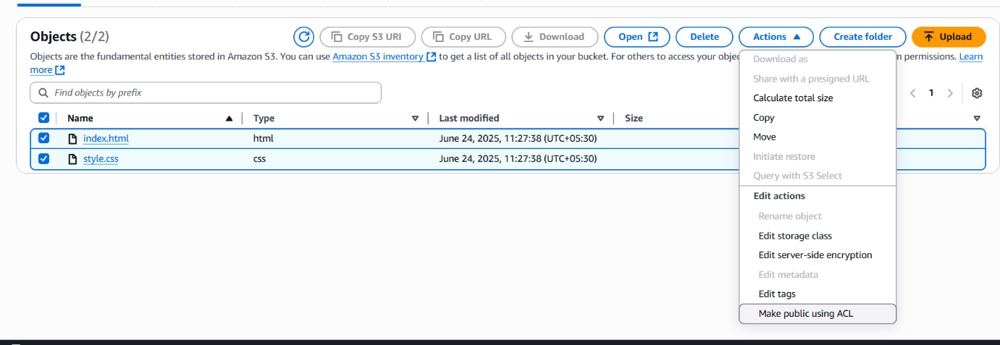 Objects (2/2)
Copy S3 URI
Copy URL
Download
Open
Delete
Actions
Create folder
Upload
Objects are the fundamental entities stored in Amazon S3. You can use Amazon S3 inventory to get a list of all objects in your bucket. For others to access your objec
permissions. Learn
more
Find objects by prefix
1
Name
Type
Last modified
Size
index.html
html
June 24, 2025, 11:27:38 (UTC+05:30)
style.css
css
June 24, 2025, 11:27:38 (UTC+05:30)
Download as
Share with a presigned URL
Calculate total size
Copy
Move
Initiate restore
Query with S3 Select
Edit actions
Rename object
Edit storage class
Edit server-side encryption
Edit metadata
Edit tags
Make public using ACL